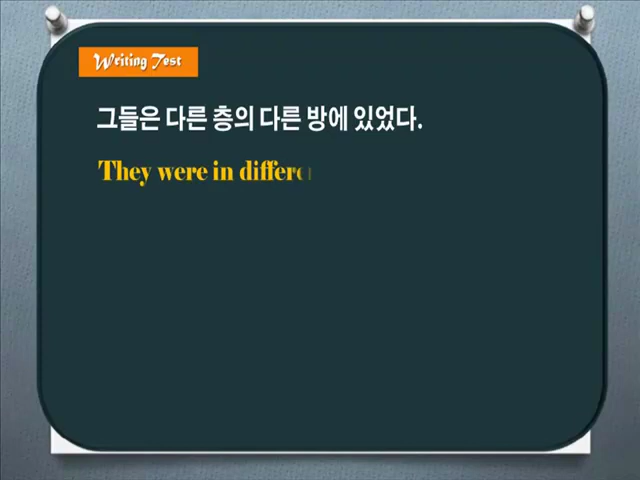 Writing Test
그들은 다른 층의 다른 방에 있었다.
They were in differe